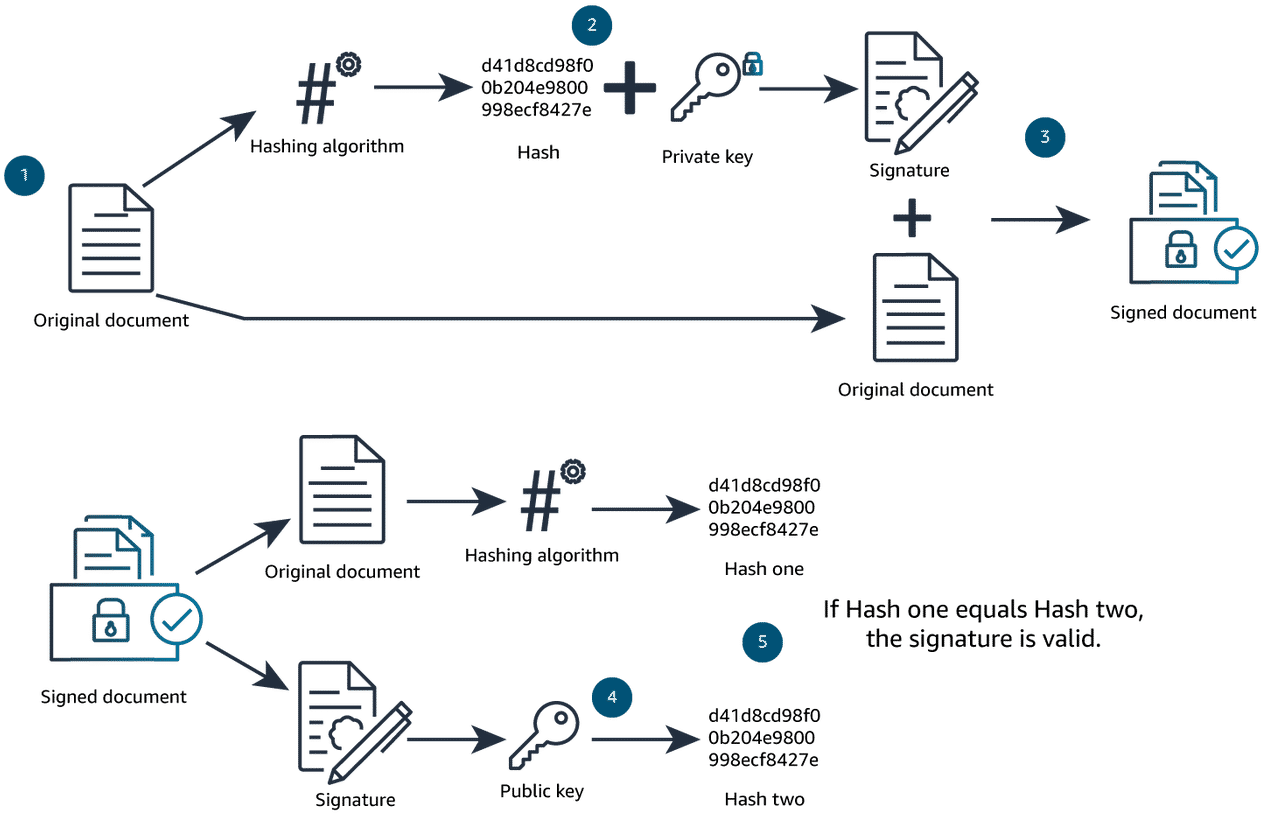 1
Original document
#
Hashing algorithm
d41d8cd98f0
0b204e9800
998ecf8427e
Hash
2
+
Private key
Signature
+
Original document
3
Signed document
Signed document
Original document
#
Hashing algorithm
d41d8cd98f0
0b204e9800
998ecf8427e
Hash one
Signature
Public key
4
d41d8cd98f0
0b204e9800
998ecf8427e
Hash two
5
If Hash one equals Hash two,
the signature is valid.